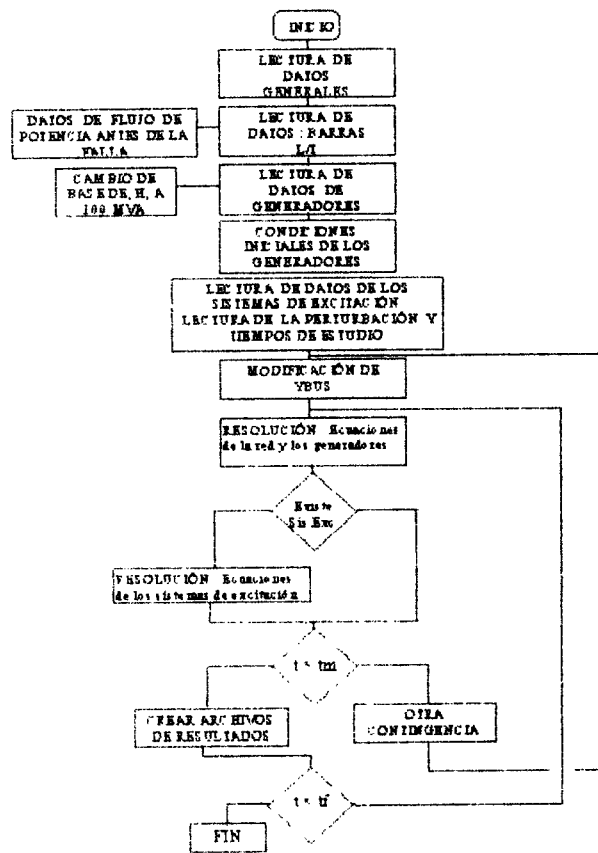 INICIO
LECTURA DE
DATOS
GENERALES
DATOS DE FLUJO DE
POTENCIA ANTES DE LA
FALLA
LECTURA DE
DATOS : BARRAS
L/T
CAMBIO DE
BASE DE, H, A
100 MVA
LECTURA DE
DATOS DE
GENERADORES
CONDICIONES
INICIALES DE LOS
GENERADORES
LECTURA DE DATOS DE LOS
SISTEMAS DE EXCITACIÓN
LECTURA DE LA PERTURBACIÓN Y
TIEMPOS DE ESTUDIO
MODIFICACIÓN DE
YBUS
RESOLUCIÓN Ecuaciones
de la red y los generadores
Existe
Sis Exc
RESOLUCIÓN Ecuaciones
de los sistemas de excitación
t < tm
CREAR ARCHIVOS
DE RESULTADOS
OTRA
CONTINGENCIA
t < tf
FIN